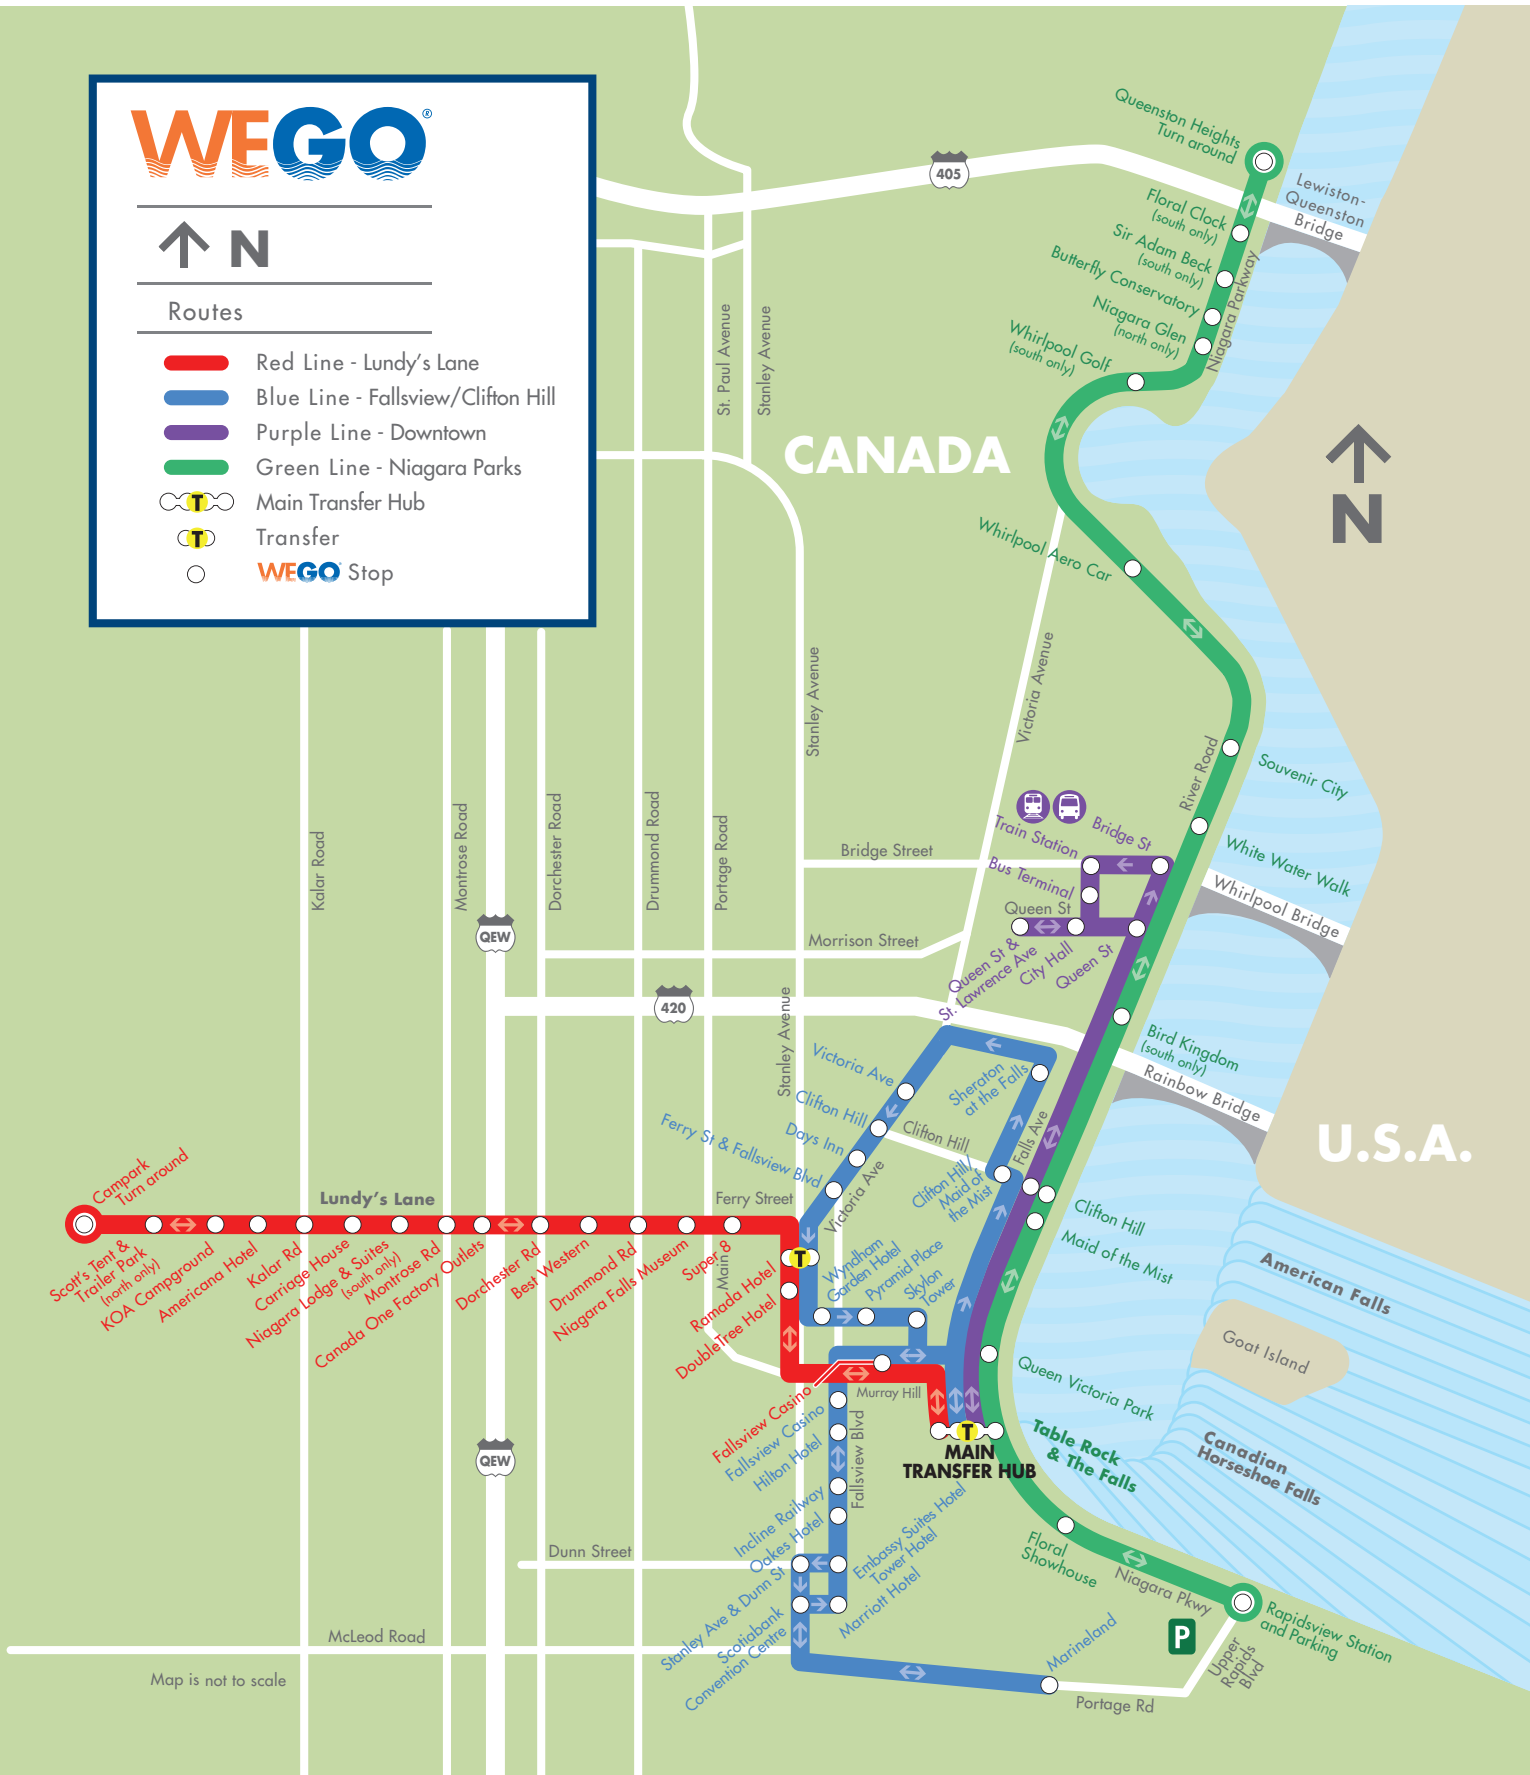 WEGO®
N
Routes
Red Line - Lundy's Lane
Blue Line - Fallsview/Clifton Hill
Purple Line - Downtown
Green Line - Niagara Parks
T Main Transfer Hub
T Transfer
WEGO Stop
405
Queenston Heights
Turn around
Lewiston-
Queenston
Bridge
Floral Clock
(south only)
Sir Adam Beck
(south only)
Butterfly Conservatory
Niagara Glen
(north only)
Whirlpool Golf
(south only)
Niagara Parkway
St. Paul Avenue
Stanley Avenue
CANADA
N
Whirlpool Aero Car
Victoria Avenue
Stanley Avenue
River Road
Souvenir City
White Water Walk
Whirlpool Bridge
Train Station
Bridge St
Bus Terminal
Queen St
Queen St &
St. Lawrence Ave
City Hall
Queen St
Bridge Street
Morrison Street
Kalar Road
Montrose Road
Dorchester Road
Drummond Road
Portage Road
QEW
420
Stanley Avenue
Bird Kingdom
(south only)
Rainbow Bridge
U.S.A.
Victoria Ave
Clifton Hill
Days Inn
Ferry St & Fallsview Blvd
Sheraton
at the Falls
Clifton Hill
Falls Ave
Clifton Hill/
Maid of
the Mist
Victoria Ave
Clifton Hill
Maid of the Mist
American Falls
Goat Island
Canadian
Horseshoe Falls
Campark
Turn around
Lundy's Lane
Ferry Street
Scott's Tent &
Trailer Park
(north only)
KOA Campground
Americana Hotel
Kalar Rd
Carriage House
Niagara Lodge & Suites
(south only)
Montrose Rd
Canada One Factory Outlets
Dorchester Rd
Best Western
Drummond Rd
Niagara Falls Museum
Super 8
Main
Ramada Hotel
DoubleTree Hotel
T
Wyndham
Garden Hotel
Pyramid Place
Skylon
Tower
Fallsview Casino
Murray Hill
Fallsview Casino
Hilton Hotel
Fallsview Blvd
T
MAIN
TRANSFER HUB
Queen Victoria Park
Table Rock
& The Falls
QEW
Incline Railway
Oakes Hotel
Embassy Suites Hotel
Tower Hotel
Marriott Hotel
Dunn Street
Stanley Ave & Dunn St
Scotiabank
Convention Centre
Floral
Showhouse
Niagara Pkwy
P
Rapidsview Station
and Parking
Upper
Rapids
Blvd
Marineland
Portage Rd
McLeod Road
Map is not to scale